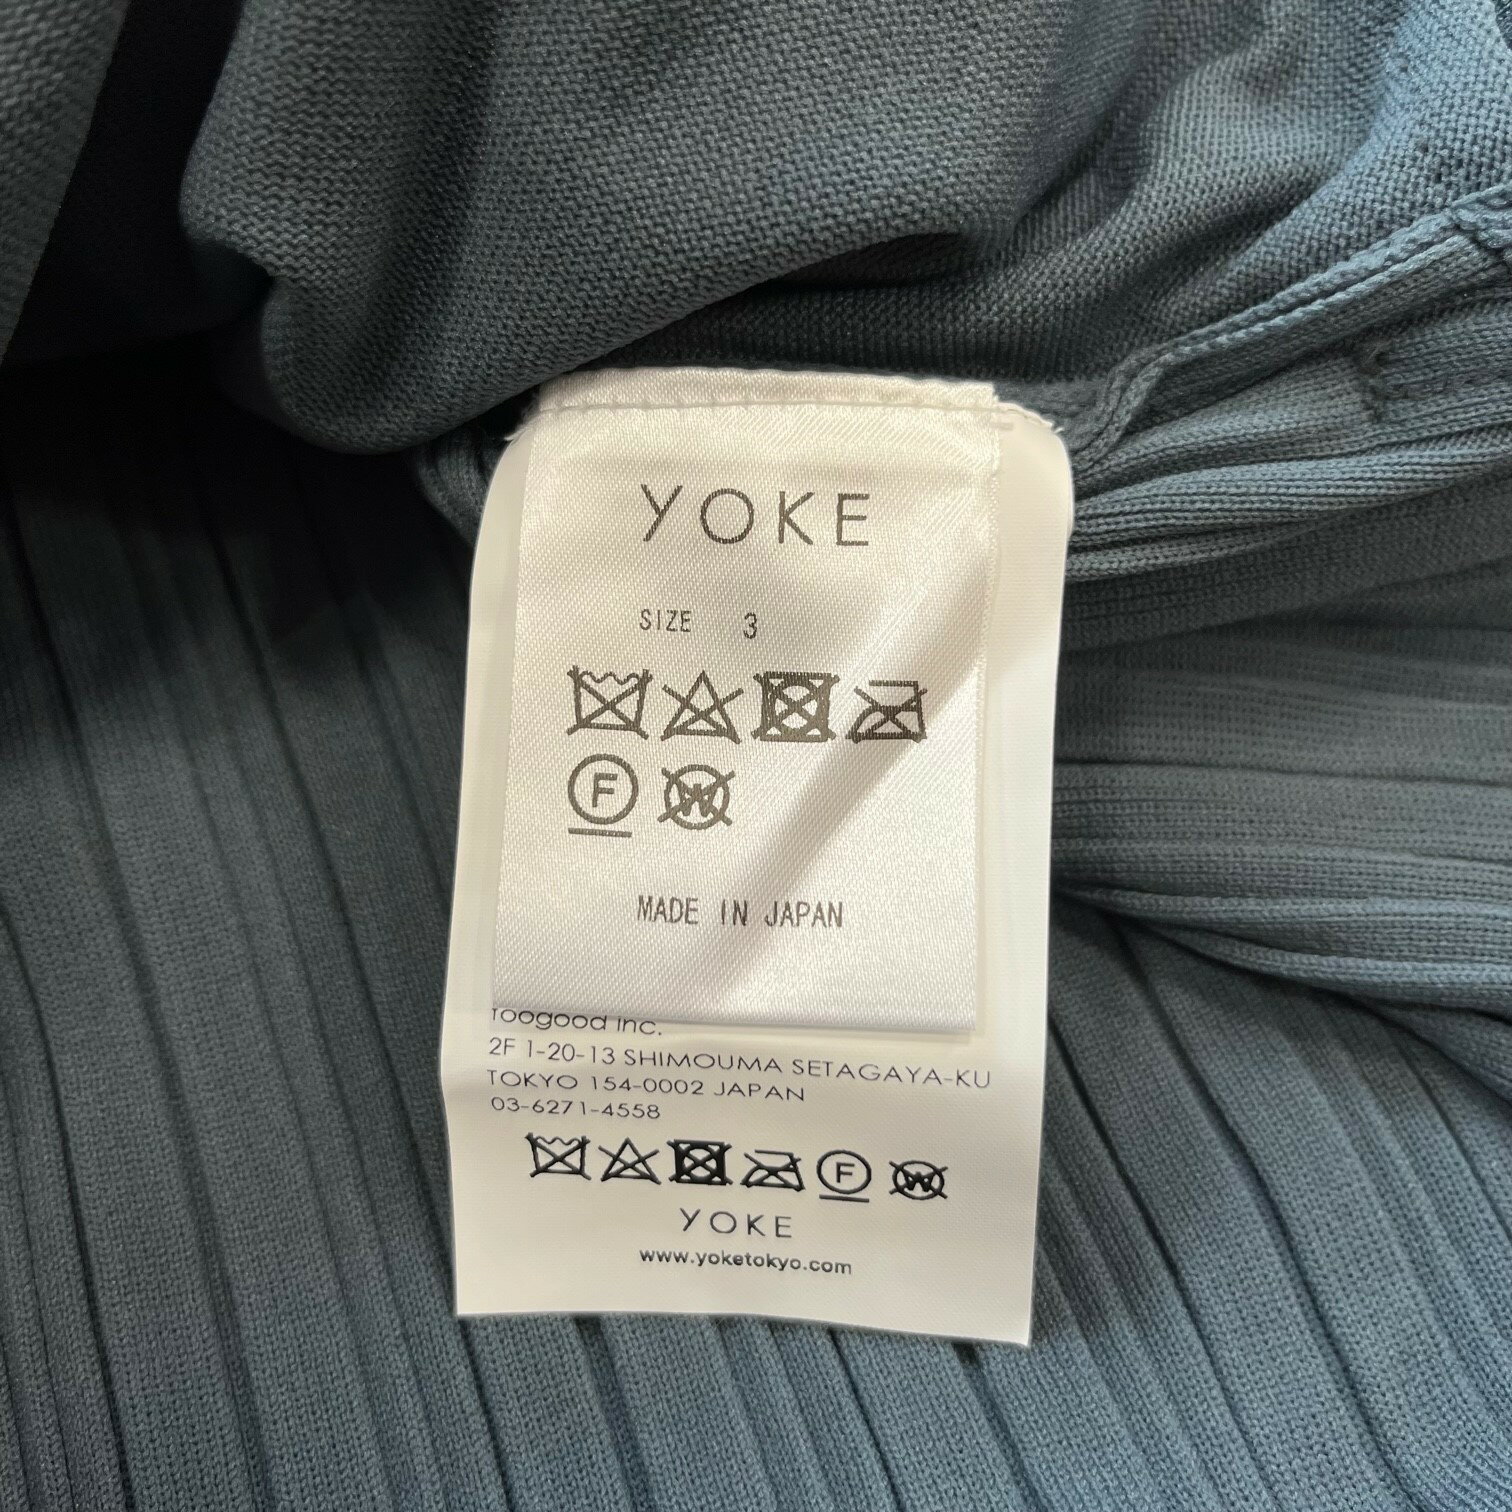 YOKE
SIZE 3
F W
MADE IN JAPAN
foogood inc.
2F 1-20-13 SHIMOUMA SETAGAYA-KU
TOKYO 154-0002 JAPAN
03-6271-4558
F W
YOKE
www.yoketokyo.com